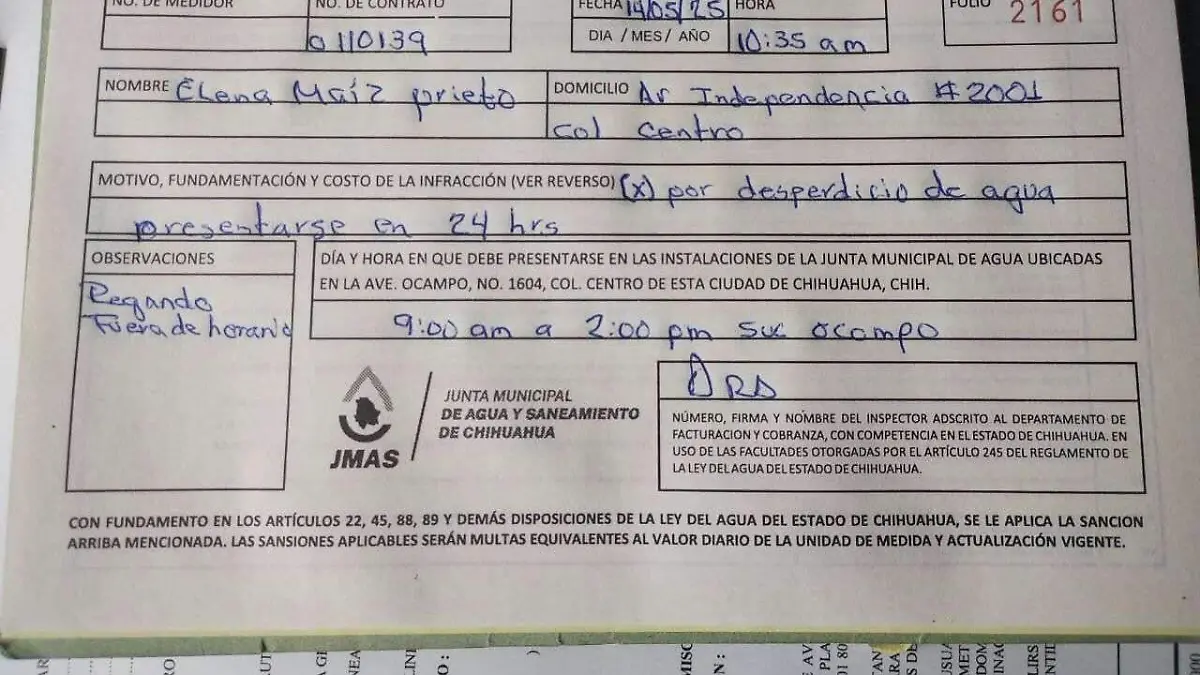 NO. DE MEDIDOR
NO. DE CONTRATO
0110139
FECHA 14/05/25 HORA
DIA / MES / AÑO 10:35 am
FOLIO 2161
NOMBRE Elena Maíz prieto
DOMICILIO Av Independencia #2001
col centro
MOTIVO, FUNDAMENTACIÓN Y COSTO DE LA INFRACCIÓN (VER REVERSO) (x) por desperdicio de agua
presentarse en 24 hrs
OBSERVACIONES
Regando
Fuera de horario
DÍA Y HORA EN QUE DEBE PRESENTARSE EN LAS INSTALACIONES DE LA JUNTA MUNICIPAL DE AGUA UBICADAS
EN LA AVE. OCAMPO, NO. 1604, COL. CENTRO DE ESTA CIUDAD DE CHIHUAHUA, CHIH.
9:00 am a 2:00 pm suc ocampo
JMAS
JUNTA MUNICIPAL
DE AGUA Y SANEAMIENTO
DE CHIHUAHUA
NÚMERO, FIRMA Y NOMBRE DEL INSPECTOR ADSCRITO AL DEPARTAMENTO DE
FACTURACION Y COBRANZA, CON COMPETENCIA EN EL ESTADO DE CHIHUAHUA. EN
USO DE LAS FACULTADES OTORGADAS POR EL ARTÍCULO 245 DEL REGLAMENTO DE
LA LEY DEL AGUA DEL ESTADO DE CHIHUAHUA.
CON FUNDAMENTO EN LOS ARTÍCULOS 22, 45, 88, 89 Y DEMÁS DISPOSICIONES DE LA LEY DEL AGUA DEL ESTADO DE CHIHUAHUA, SE LE APLICA LA SANCION
ARRIBA MENCIONADA. LAS SANSIONES APLICABLES SERÁN MULTAS EQUIVALENTES AL VALOR DIARIO DE LA UNIDAD DE MEDIDA Y ACTUALIZACIÓN VIGENTE.